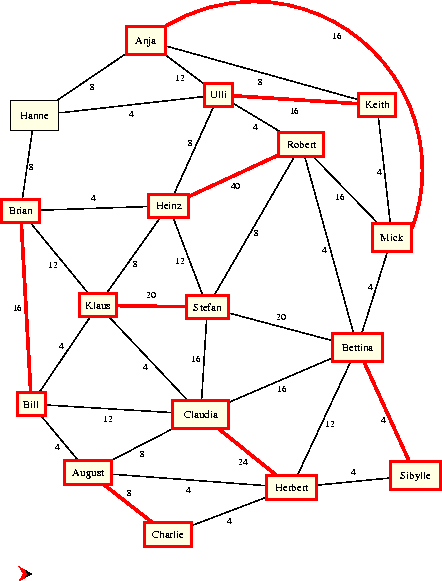 Anja
16
8
12
8
Ulli
Keith
16
Hanne
4
4
Robert
8
4
8
40
16
Brian
4
Heinz
Mick
8
4
12
8
12
4
Klaus
20
Stefan
16
20
4
Bettina
16
4
16
Bill
Claudia
12
4
12
4
8
24
August
8
4
Herbert
4
Sibylle
4
Charlie